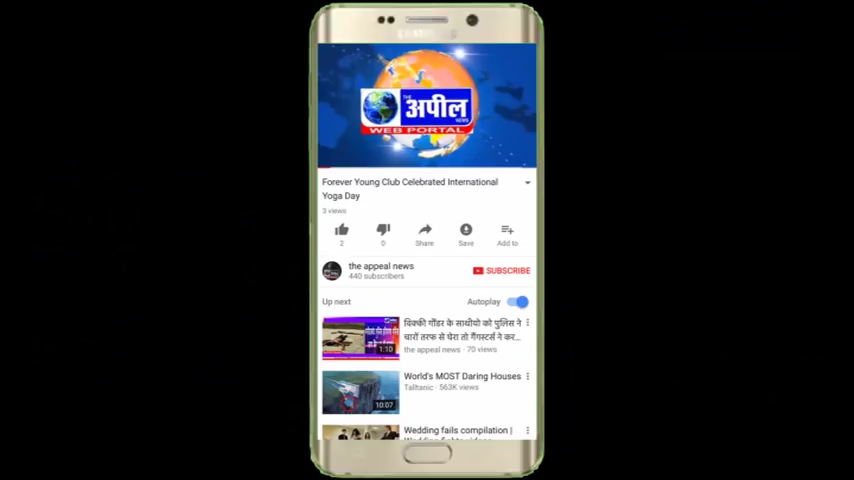 SAMSUNG
THE
अपील
NEWS
WEB PORTAL
Forever Young Club Celebrated International
Yoga Day
3 views
2
0
Share
Save
Add to
the appeal news
440 subscribers
SUBSCRIBE
Up next
Autoplay
विक्की गौंडर के साथीयो को पुलिस ने
चारों तरफ से घेरा तो गैंगस्टर्स ने कर...
the appeal news · 70 views
1:10
World's MOST Daring Houses
Talltanic · 563K views
10:07
Wedding fails compilation |